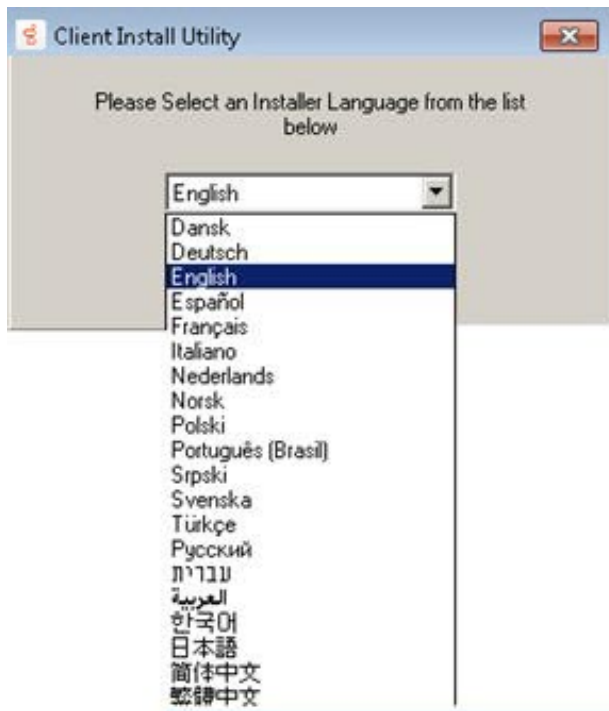 Client Install Utility
Please Select an Installer Language from the list
below
English
Dansk
Deutsch
English
Español
Français
Italiano
Nederlands
Norsk
Polski
Português (Brasil)
Srpski
Svenska
Türkçe
Русский
עברית
العربية
한국어
日本語
简体中文
繁體中文